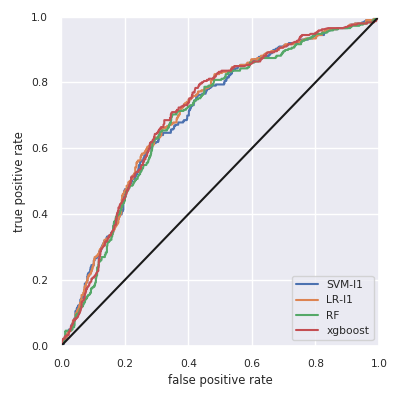 1.0
0.8
0.6
0.4
0.2
0.0
true positive rate
0.0 0.2 0.4 0.6 0.8 1.0
false positive rate
SVM-l1
LR-l1
RF
xgboost